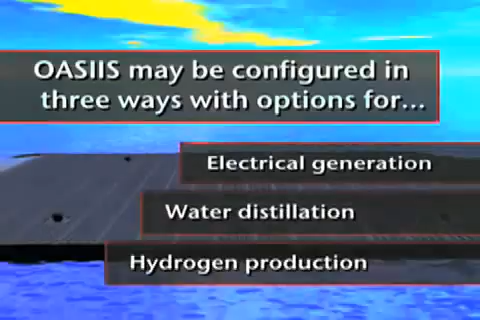 OASIIS may be configured in
three ways with options for...
Electrical generation
Water distillation
Hydrogen production